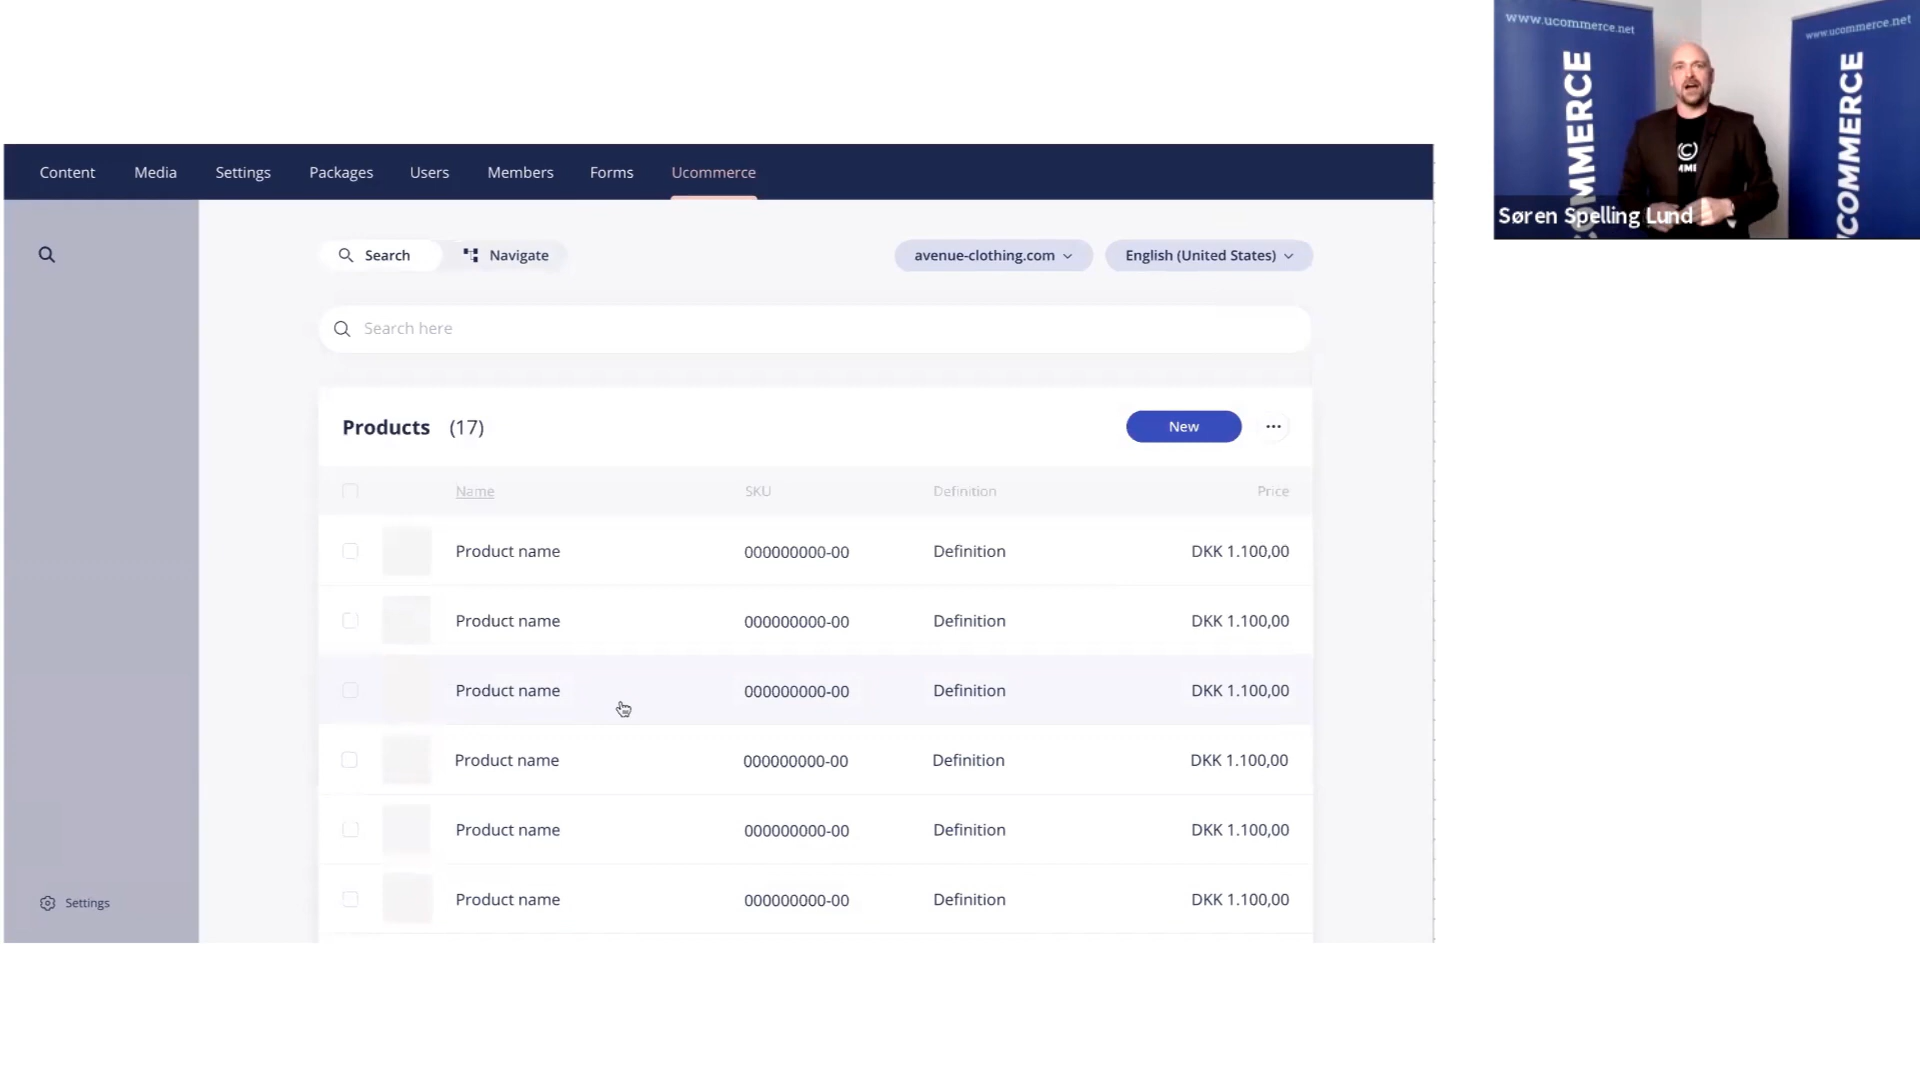 Content Media Settings Packages Users Members Forms Ucommerce
Search Navigate avenue-clothing.com English (United States)
Search here
Products (17) New
Name SKU Definition Price
Product name 000000000-00 Definition DKK 1.100,00
Product name 000000000-00 Definition DKK 1.100,00
Product name 000000000-00 Definition DKK 1.100,00
Product name 000000000-00 Definition DKK 1.100,00
Product name 000000000-00 Definition DKK 1.100,00
Product name 000000000-00 Definition DKK 1.100,00
Settings
www.ucommerce.net
www.ucommerce.net
COMMERCE
UCOMMERCE
Søren Spelling Lund